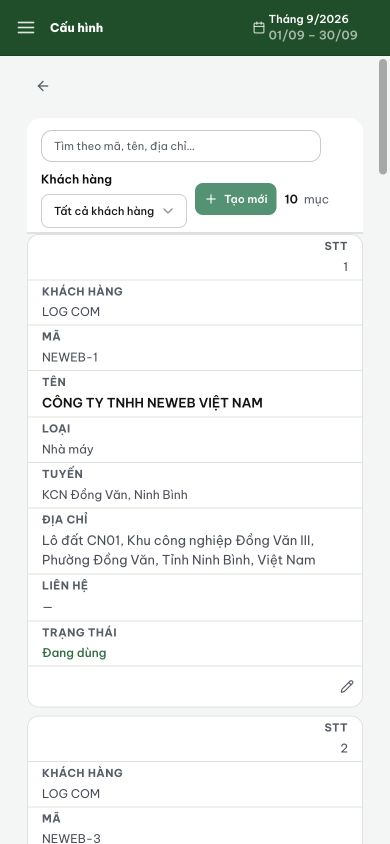 Cấu hình
Tháng 9/2026
01/09 – 30/09
Tìm theo mã, tên, địa chỉ...
Khách hàng
Tất cả khách hàng
Tạo mới
10 mục
STT
1
KHÁCH HÀNG
LOG COM
MÃ
NEWEB-1
TÊN
CÔNG TY TNHH NEWEB VIỆT NAM
LOẠI
Nhà máy
TUYẾN
KCN Đồng Văn, Ninh Bình
ĐỊA CHỈ
Lô đất CN01, Khu công nghiệp Đồng Văn III,
Phường Đồng Văn, Tỉnh Ninh Bình, Việt Nam
LIÊN HỆ
—
TRẠNG THÁI
Đang dùng
STT
2
KHÁCH HÀNG
LOG COM
MÃ
NEWEB-3